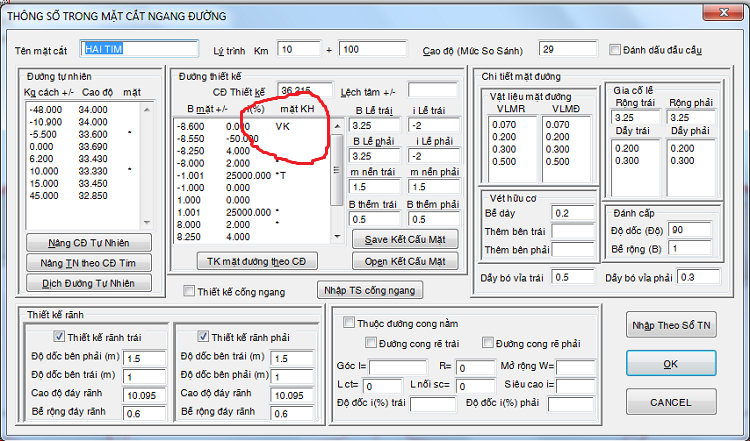 THÔNG SỐ TRONG MẶT CẮT NGANG ĐƯỜNG
Tên mặt cắt HAI TIM Lý trình Km 10 + 100 Cao độ (Mức So Sánh) 29 Đánh dấu đầu cầu
Đường tự nhiên
Kg cách +/- Cao độ mặt
-48.000 34.000
-10.900 34.000
-5.500 33.600 *
0.000 33.690
6.200 33.430
10.000 33.330 *
15.000 33.450
45.000 32.850
Nâng CĐ Tự Nhiên
Nâng TN theo CĐ Tim
Dịch Đường Tự Nhiên
Đường thiết kế
CĐ Thiết kế 36.215 Lệch tâm +/-
B mặt +/- i(%) mặt KH
-8.600 0.000 VK
-8.550 -50.000
-8.250 4.000
-8.000 2.000
-1.001 25000.000 *T
-1.000 0.000
1.000 0.000
1.001 25000.000 *
8.000 2.000 *
8.250 4.000
TK mặt đường theo CĐ
B Lề trái i Lề trái
3.25 -2
B Lề phải i Lề phải
3.25 -2
m nền trái m nền phải
1.5 1.5
B thêm trái B thêm phải
0.5 0.5
Save Kết Cấu Mặt
Open Kết Cấu Mặt
Chi tiết mặt đường
Vật liệu mặt đường
VLMR VLMĐ
0.070 0.070
0.200 0.200
0.300 0.300
0.500 0.500
Gia cố lề
Rộng trái Rộng phải
3.25 3.25
Dầy trái Dầy phải
0.200 0.200
0.300 0.300
Vét hữu cơ
Bề dày 0.2
Thêm bên trái
Thêm bên phải
Đánh cấp
Độ dốc (Độ) 90
Bề rộng (B) 1
Dầy bó vỉa trái 0.5 Dầy bó vỉa phải 0.3
Thiết kế cống ngang Nhập TS cống ngang
Thiết kế rãnh
Thiết kế rãnh trái
Độ dốc bên phải (m) 1.5
Độ dốc bên trái (m) 1
Cao độ đáy rãnh 10.095
Bề rộng đáy rãnh 0.6
Thiết kế rãnh phải
Độ dốc bên trái (m) 1.5
Độ dốc bên phải (m) 1
Cao độ đáy rãnh 10.095
Bề rộng đáy rãnh 0.6
Thuộc đường cong nằm
Đường cong rẽ trái Đường cong rẽ phải
Góc I= R= 0 Mở rộng W=
L ct= 0 L nối sc= 0 Siêu cao i=
Độ dốc i(%) trái Độ dốc i(%) phải
Nhập Theo Sổ TN
OK
CANCEL